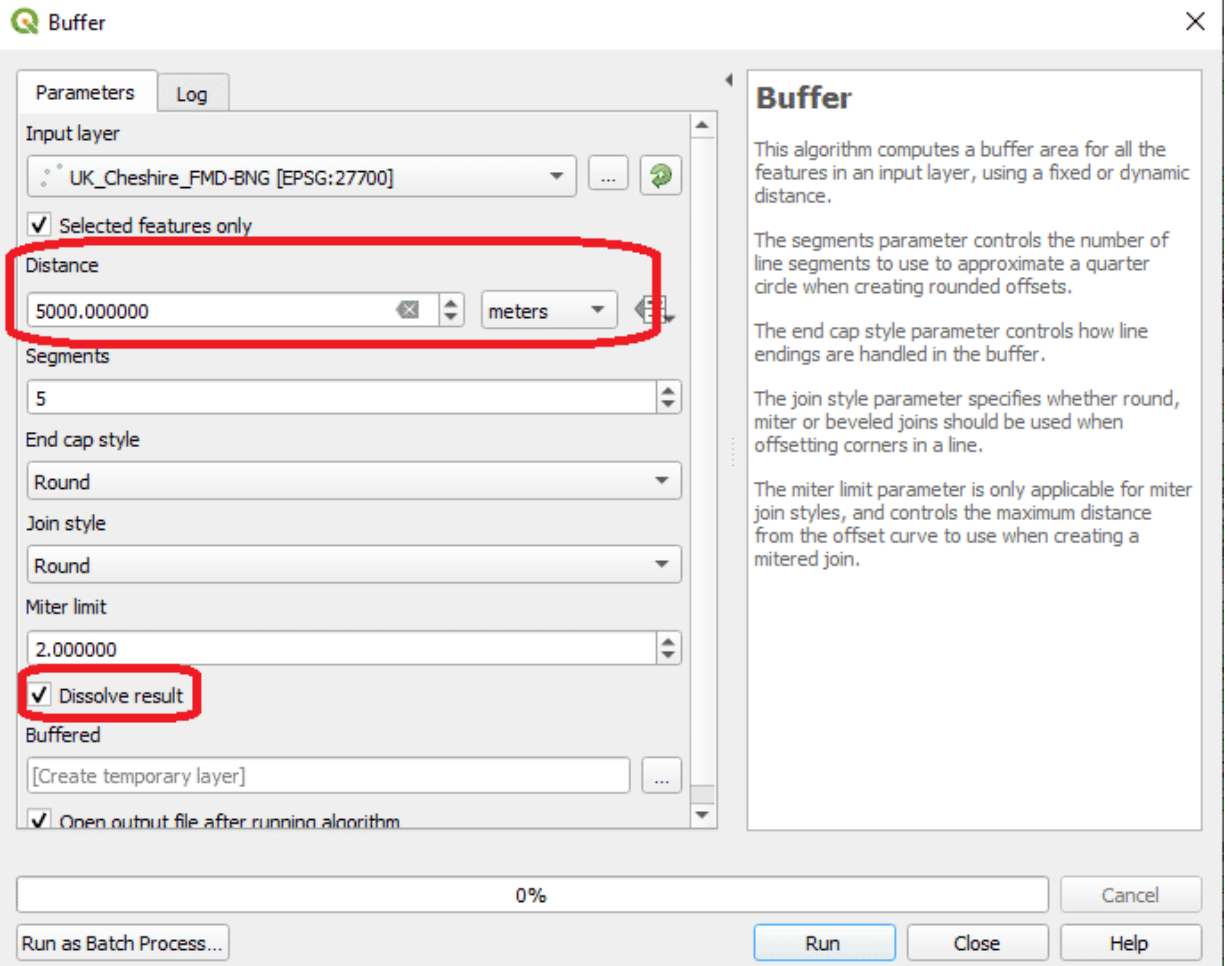 Buffer
Parameters
Log
Input layer
UK_Cheshire_FMD-BNG [EPSG:27700]
...
Selected features only
Distance
5000.000000
meters
Segments
5
End cap style
Round
Join style
Round
Miter limit
2.000000
Dissolve result
Buffered
[Create temporary layer]
...
Open output file after running algorithm
Buffer
This algorithm computes a buffer area for all the
features in an input layer, using a fixed or dynamic
distance.
The segments parameter controls the number of
line segments to use to approximate a quarter
circle when creating rounded offsets.
The end cap style parameter controls how line
endings are handled in the buffer.
The join style parameter specifies whether round,
miter or beveled joins should be used when
offsetting corners in a line.
The miter limit parameter is only applicable for miter
join styles, and controls the maximum distance
from the offset curve to use when creating a
mitered join.
0%
Cancel
Run as Batch Process...
Run
Close
Help